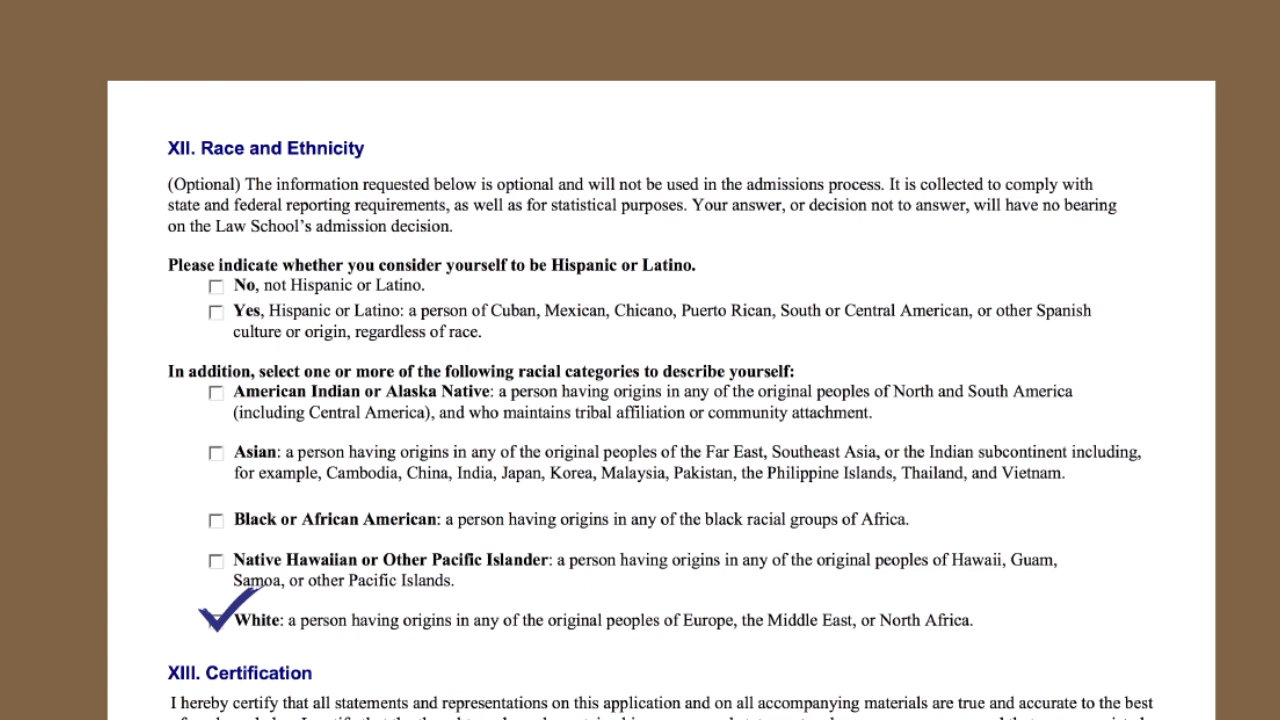 XII. Race and Ethnicity
(Optional) The information requested below is optional and will not be used in the admissions process. It is collected to comply with
state and federal reporting requirements, as well as for statistical purposes. Your answer, or decision not to answer, will have no bearing
on the Law School’s admission decision.
Please indicate whether you consider yourself to be Hispanic or Latino.
No, not Hispanic or Latino.
Yes, Hispanic or Latino: a person of Cuban, Mexican, Chicano, Puerto Rican, South or Central American, or other Spanish
culture or origin, regardless of race.
In addition, select one or more of the following racial categories to describe yourself:
American Indian or Alaska Native: a person having origins in any of the original peoples of North and South America
(including Central America), and who maintains tribal affiliation or community attachment.
Asian: a person having origins in any of the original peoples of the Far East, Southeast Asia, or the Indian subcontinent including,
for example, Cambodia, China, India, Japan, Korea, Malaysia, Pakistan, the Philippine Islands, Thailand, and Vietnam.
Black or African American: a person having origins in any of the black racial groups of Africa.
Native Hawaiian or Other Pacific Islander: a person having origins in any of the original peoples of Hawaii, Guam,
Samoa, or other Pacific Islands.
White: a person having origins in any of the original peoples of Europe, the Middle East, or North Africa.
XIII. Certification
I hereby certify that all statements and representations on this application and on all accompanying materials are true and accurate to the best